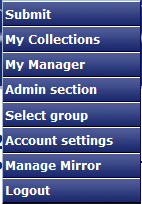 Submit
My Collections
My Manager
Admin section
Select group
Account settings
Manage Mirror
Logout